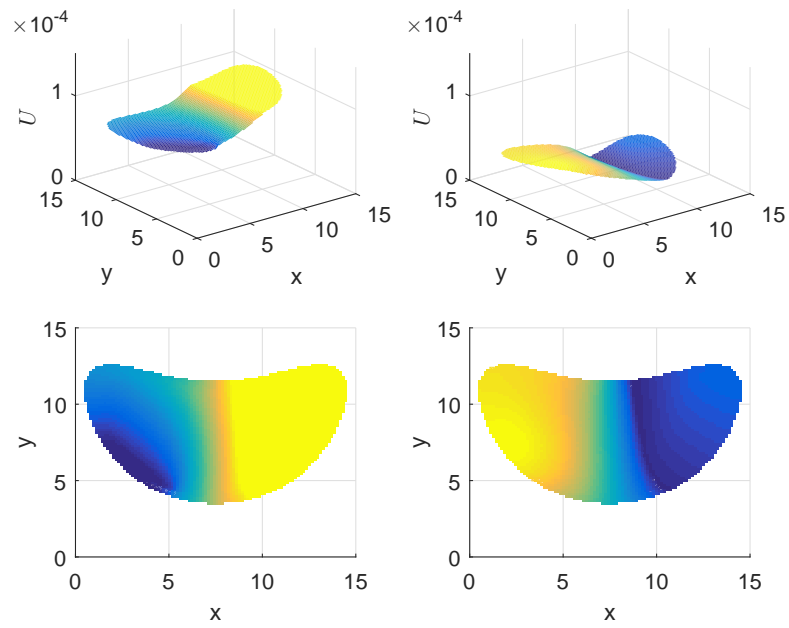 ×10-4 ×10-4
1 1
U U
0 0
15 15
10 15 10 15
5 10 5 10
0 0 5 0 0 5
y x y x
15 15
10 10
y y
5 5
0 0
0 5 10 15 0 5 10 15
x x